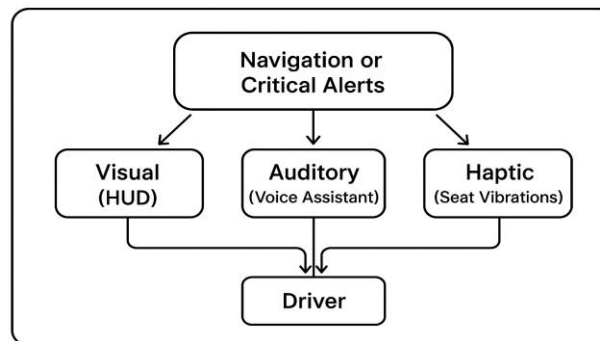 Navigation or
Critical Alerts
Visual
(HUD)
Auditory
(Voice Assistant)
Haptic
(Seat Vibrations)
Driver